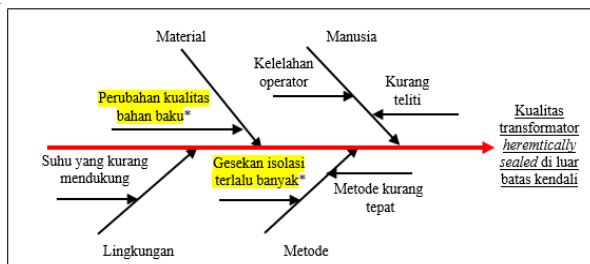 Material
Manusia
Kelelahan
operator
Kurang
teliti
Perubahan kualitas
bahan baku*
Kualitas
transformator
heremtically
sealed di luar
batas kendali
Suhu yang kurang
mendukung
Gesekan isolasi
terlalu banyak*
Metode kurang
tepat
Lingkungan
Metode